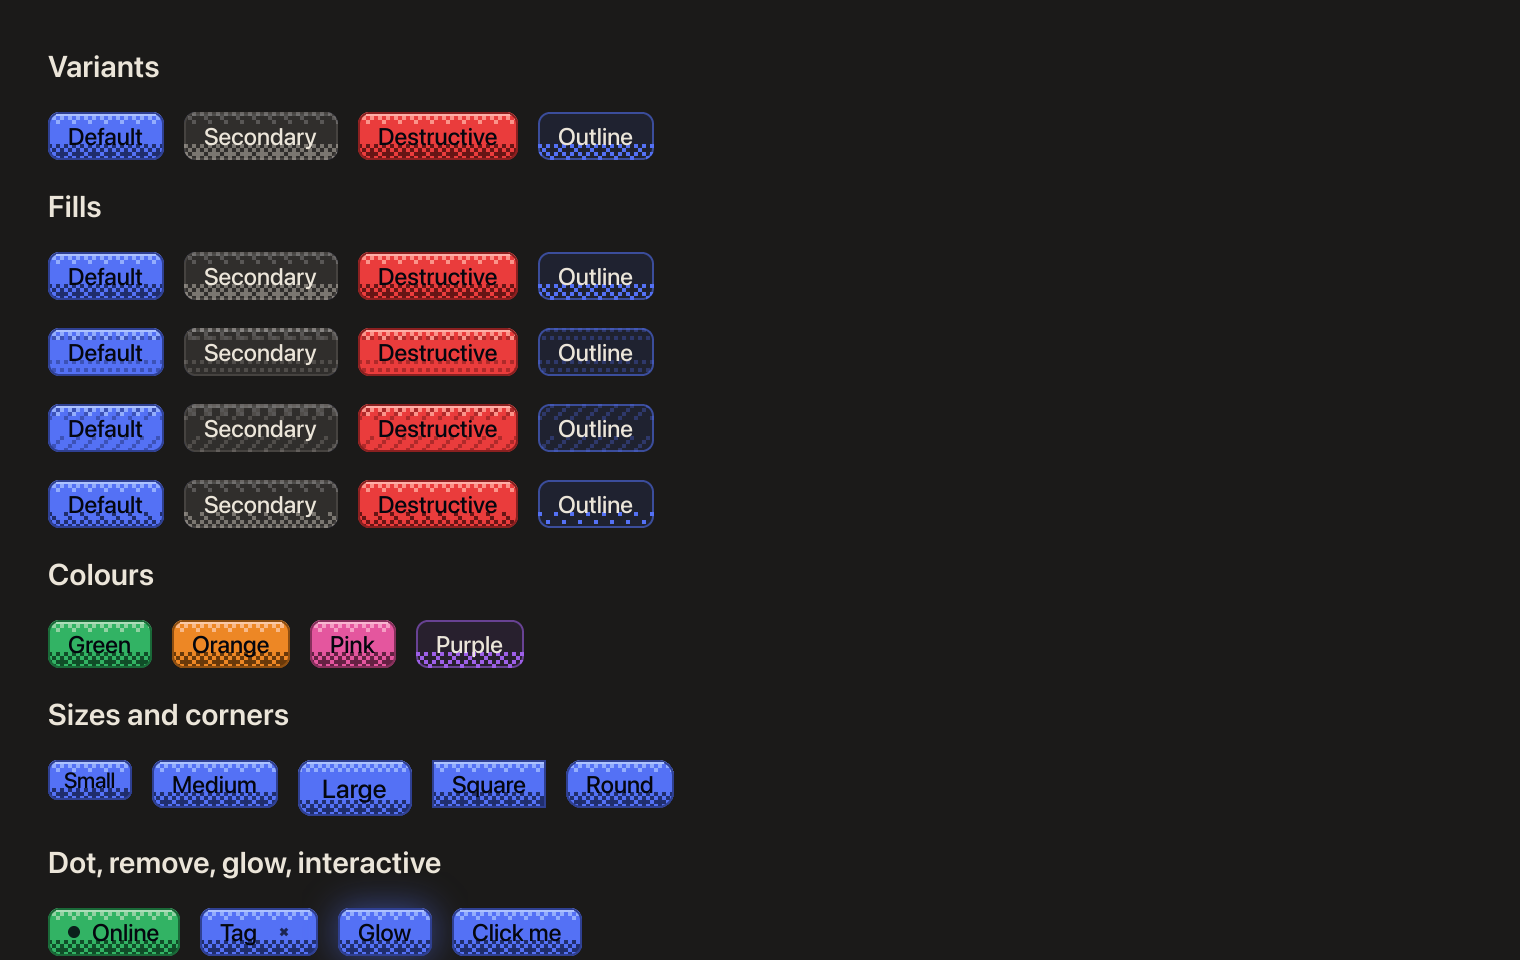 Variants
Default Secondary Destructive Outline
Fills
Default Secondary Destructive Outline
Default Secondary Destructive Outline
Default Secondary Destructive Outline
Default Secondary Destructive Outline
Colours
Green Orange Pink Purple
Sizes and corners
Small Medium Large Square Round
Dot, remove, glow, interactive
Online Tag × Glow Click me